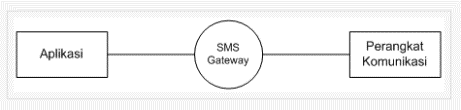 Aplikasi
SMS
Gateway
Perangkat
Komunikasi